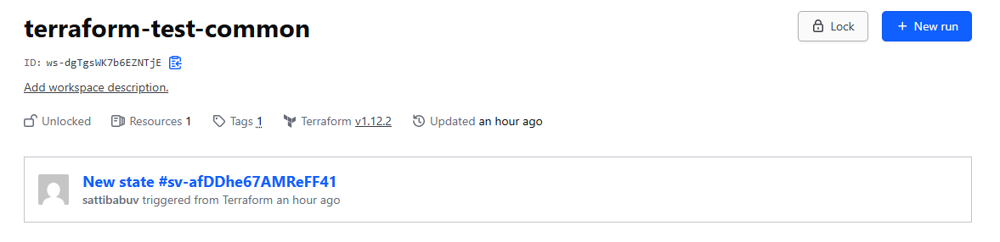 terraform-test-common
Lock
New run
ID: ws-dgTgsWK7b6EZNTjE
Add workspace description.
Unlocked Resources 1 Tags 1 Terraform v1.12.2 Updated an hour ago
New state #sv-afDDhe67AMReFF41
sattibabuv triggered from Terraform an hour ago